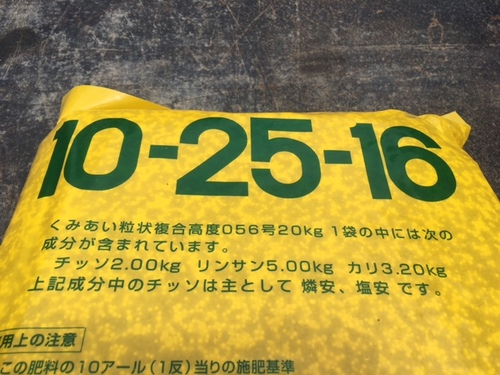 10-25-16
くみあい粒状複合高度056号20kg 1袋の中には次の
成分が含まれています。
チッソ2.00kg リンサン5.00kg カリ3.20kg
上記成分中のチッソは主として 燐安、塩安 です。
用上の注意
この肥料の10アール(1反)当りの施肥基準